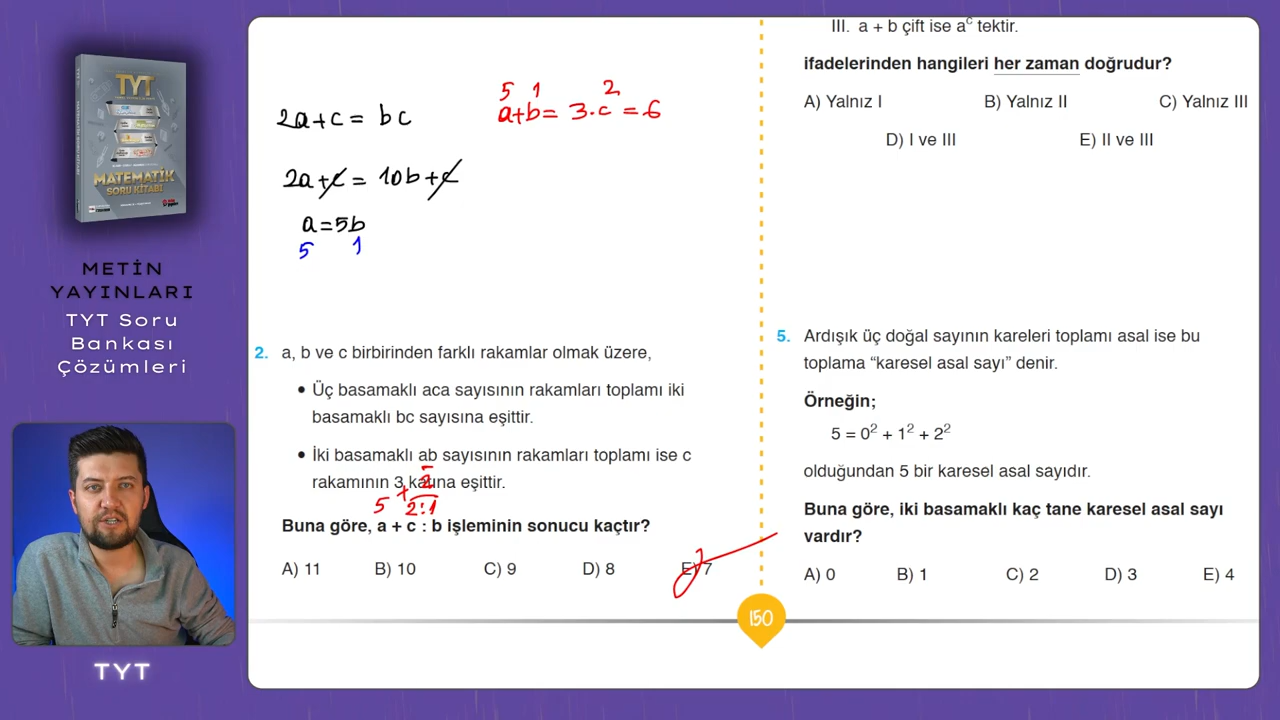 TYT
MATEMATİK
SORU KİTABI
METİN
YAYINLARI
TYT Soru
Bankası
Çözümleri
TYT
2a+c = bc
2a+c = 10b+c
a=5b
5 1
5 1 2
a+b= 3.c = 6
2. a, b ve c birbirinden farklı rakamlar olmak üzere,
• Üç basamaklı aca sayısının rakamları toplamı iki
basamaklı bc sayısına eşittir.
• İki basamaklı ab sayısının rakamları toplamı ise c
rakamının 3 katına eşittir.
2
5 + 2:1
Buna göre, a + c : b işleminin sonucu kaçtır?
A) 11 B) 10 C) 9 D) 8 E) 7
150
III. a + b çift ise aᶜ tektir.
ifadelerinden hangileri her zaman doğrudur?
A) Yalnız I B) Yalnız II C) Yalnız III
D) I ve III E) II ve III
5. Ardışık üç doğal sayının kareleri toplamı asal ise bu
toplama “karesel asal sayı” denir.
Örneğin;
5 = 0² + 1² + 2²
olduğundan 5 bir karesel asal sayıdır.
Buna göre, iki basamaklı kaç tane karesel asal sayı
vardır?
A) 0 B) 1 C) 2 D) 3 E) 4